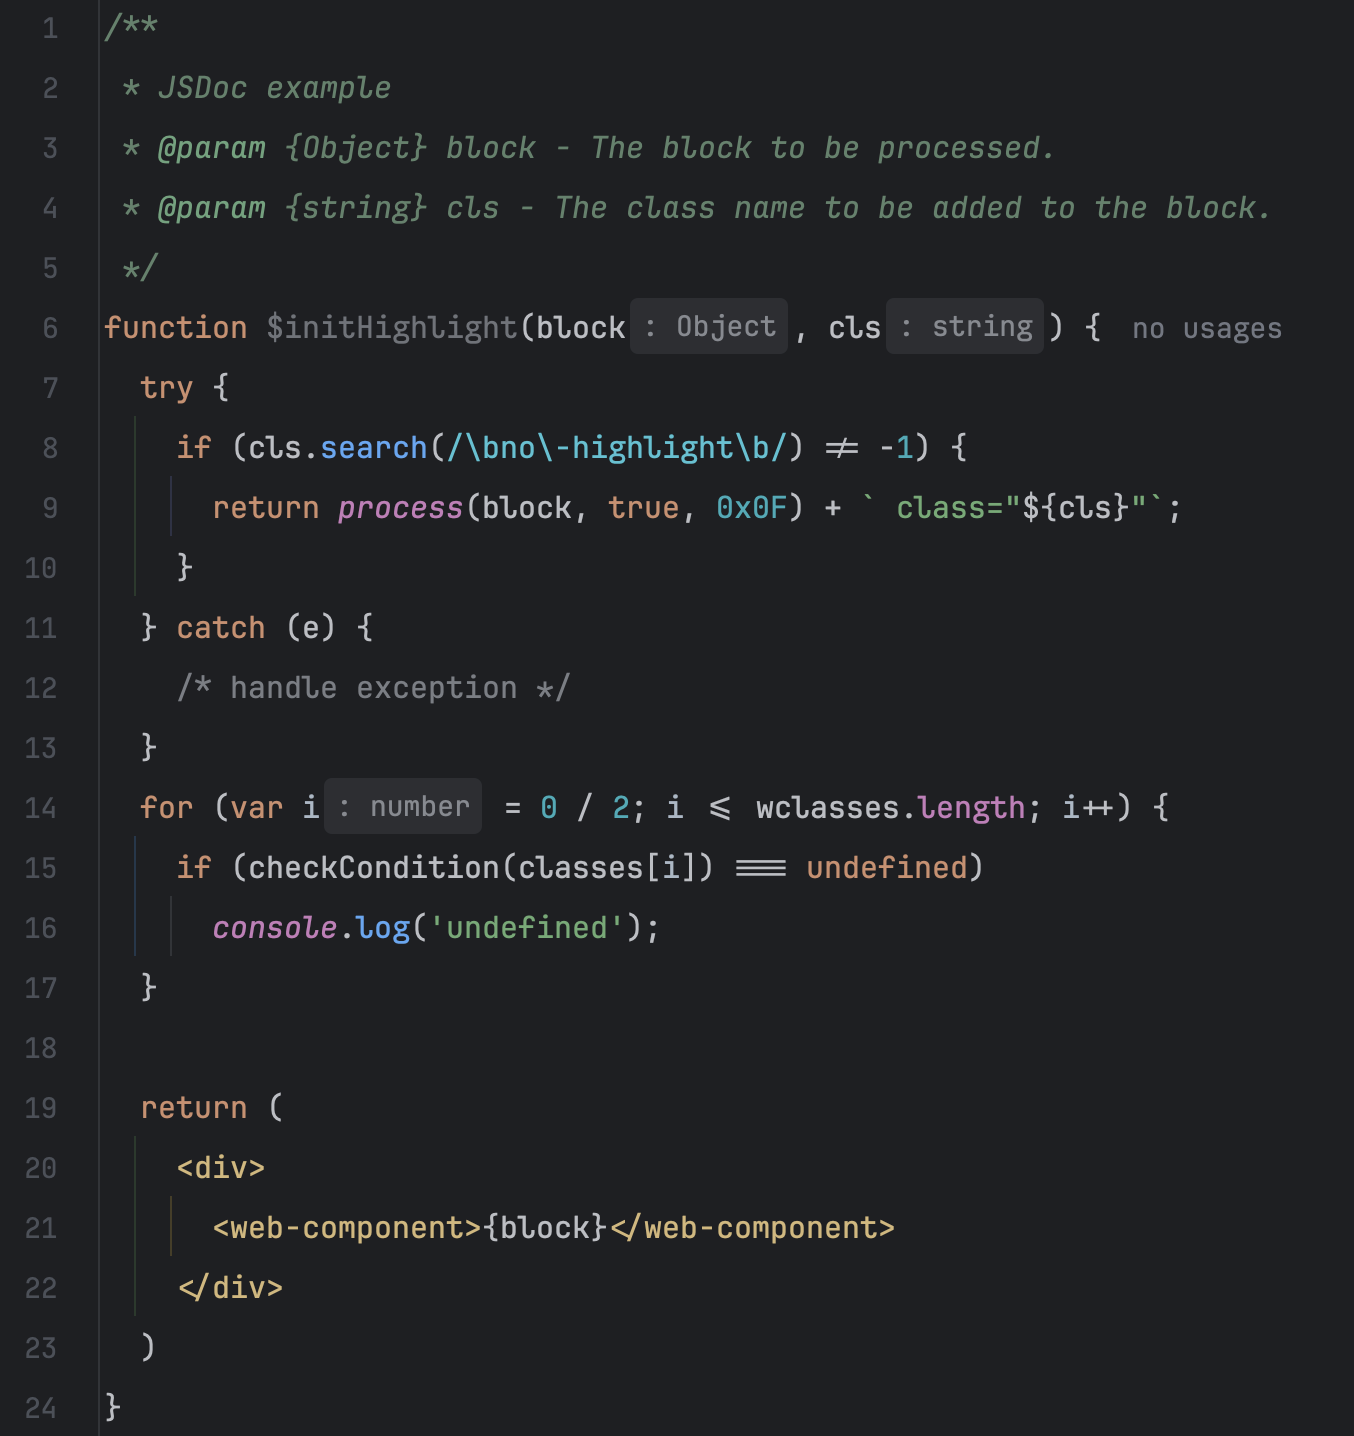 1 /**
2  * JSDoc example
3  * @param {Object} block - The block to be processed.
4  * @param {string} cls - The class name to be added to the block.
5  */
6 function $initHighlight(block : Object , cls : string ) {  no usages
7   try {
8     if (cls.search(/\bno\-highlight\b/) != -1) {
9       return process(block, true, 0x0F) + ` class="${cls}"`;
10     }
11   } catch (e) {
12     /* handle exception */
13   }
14   for (var i : number = 0 / 2; i <= wclasses.length; i++) {
15     if (checkCondition(classes[i]) === undefined)
16       console.log('undefined');
17   }
18
19   return (
20     <div>
21       <web-component>{block}</web-component>
22     </div>
23   )
24 }